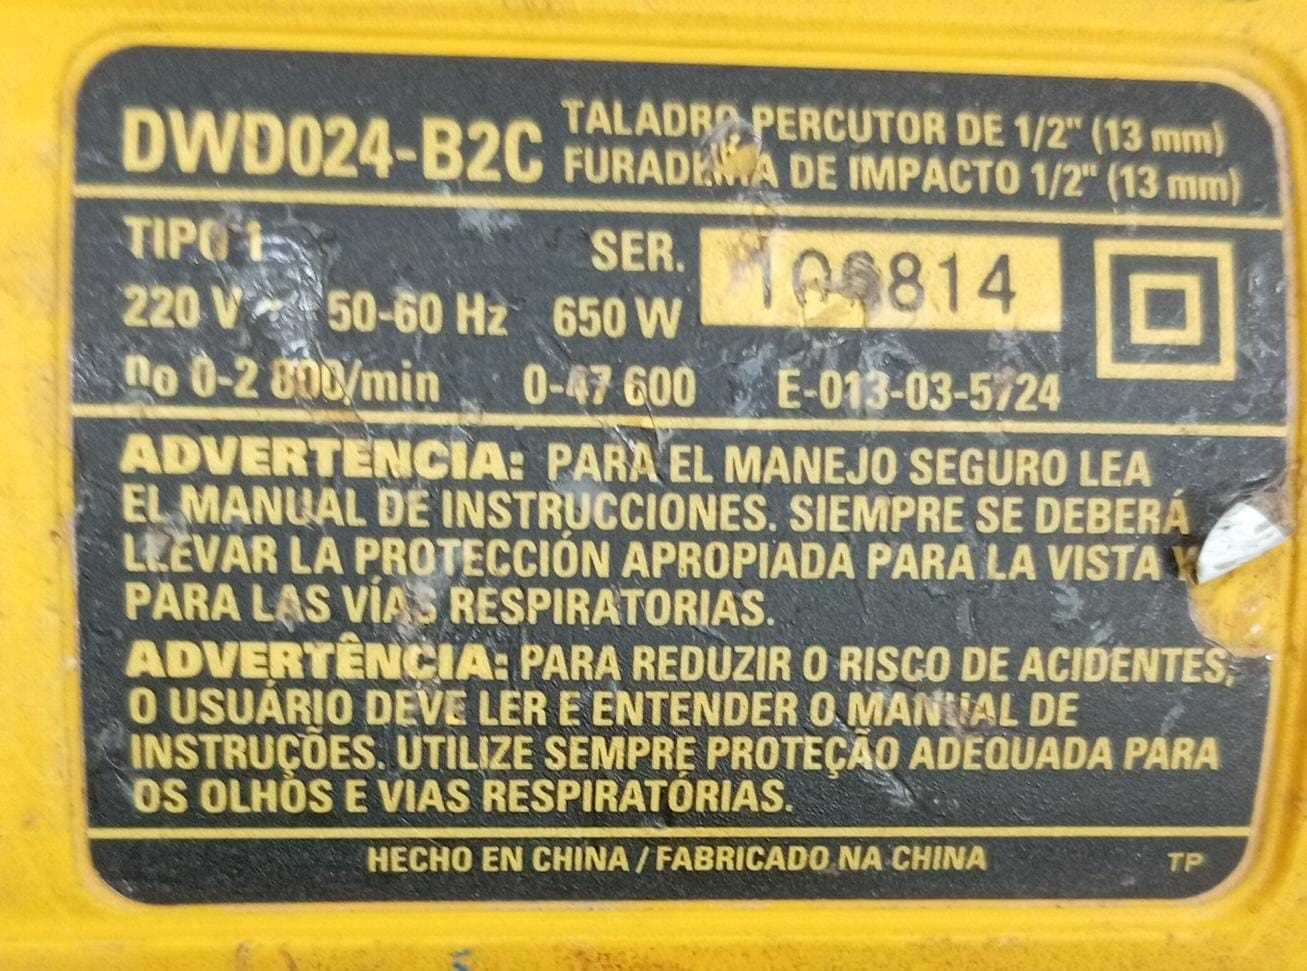 DWD024-B2C
TALADRO PERCUTOR DE 1/2" (13 mm)
FURADEIRA DE IMPACTO 1/2" (13 mm)
TIPO 1 SER.
220 V ~ 50-60 Hz 650 W
no 0-2 800/min 0-47 600 E-013-03-5724
ADVERTENCIA: PARA EL MANEJO SEGURO LEA
EL MANUAL DE INSTRUCCIONES. SIEMPRE SE DEBERÁ
LLEVAR LA PROTECCIÓN APROPIADA PARA LA VISTA Y
PARA LAS VÍAS RESPIRATORIAS.
ADVERTÊNCIA: PARA REDUZIR O RISCO DE ACIDENTES,
O USUÁRIO DEVE LER E ENTENDER O MANUAL DE
INSTRUÇÕES. UTILIZE SEMPRE PROTEÇÃO ADEQUADA PARA
OS OLHOS E VIAS RESPIRATÓRIAS.
HECHO EN CHINA / FABRICADO NA CHINA TP